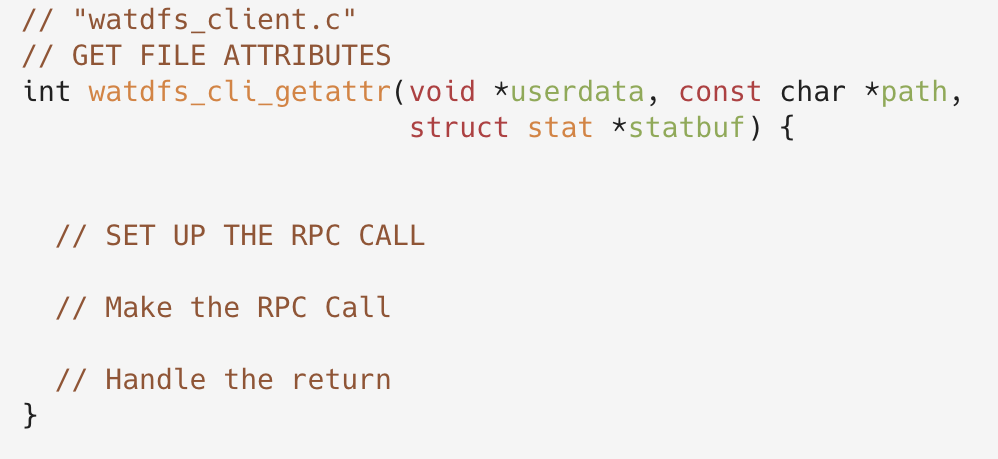 // "watdfs_client.c"
// GET FILE ATTRIBUTES
int watdfs_cli_getattr(void *userdata, const char *path,
                       struct stat *statbuf) {
  // SET UP THE RPC CALL
  // Make the RPC Call
  // Handle the return
}